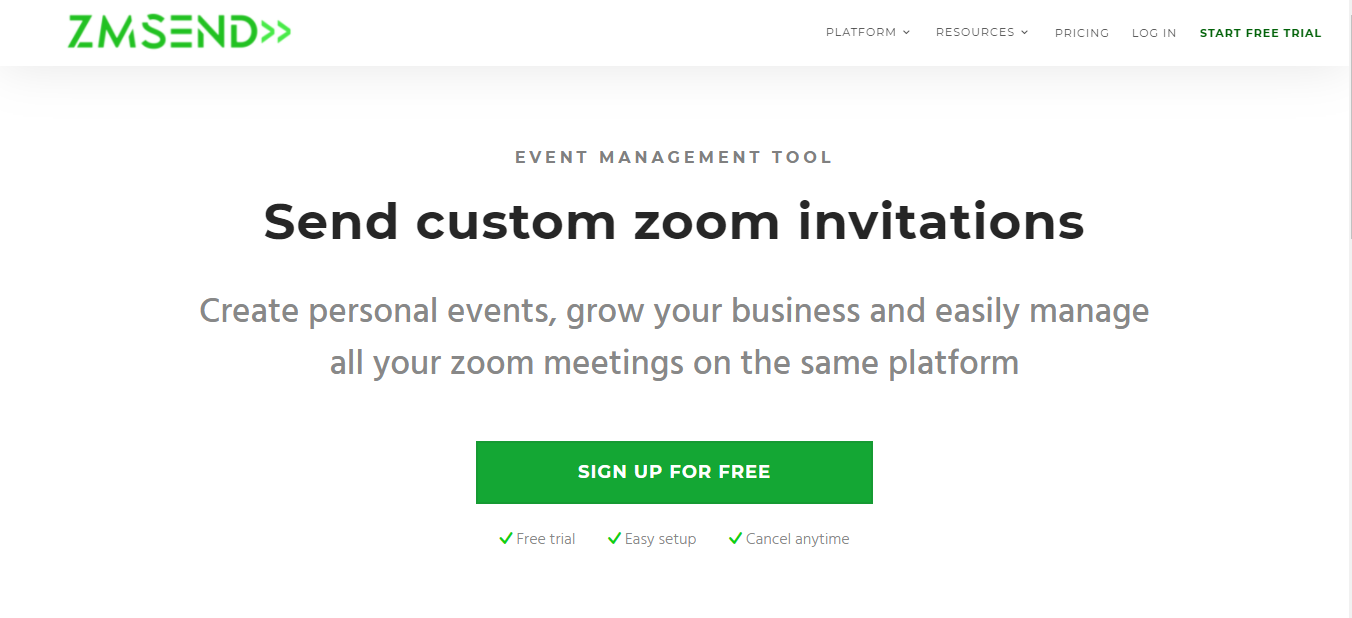 ZMSEND>>
PLATFORM RESOURCES PRICING LOG IN START FREE TRIAL
EVENT MANAGEMENT TOOL
Send custom zoom invitations
Create personal events, grow your business and easily manage
all your zoom meetings on the same platform
SIGN UP FOR FREE
Free trial Easy setup Cancel anytime